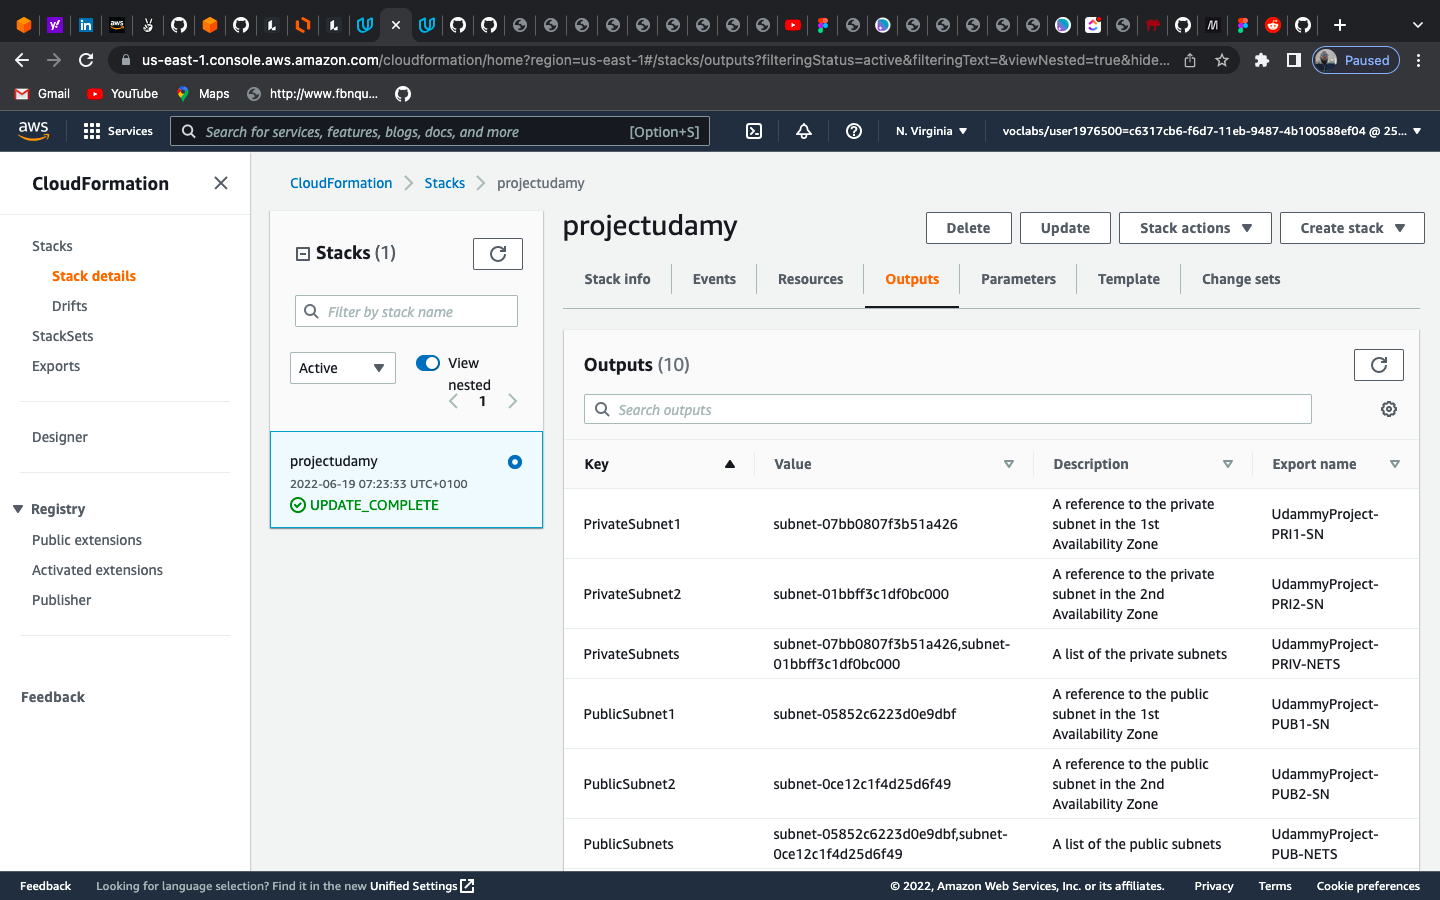 us-east-1.console.aws.amazon.com/cloudformation/home?region=us-east-1#/stacks/outputs?filteringStatus=active&filteringText=&viewNested=true&hide...
Paused
Gmail
YouTube
Maps
http://www.fbnqu...
aws
Services
Search for services, features, blogs, docs, and more
[Option+S]
N. Virginia
voclabs/user1976500=c6317cb6-f6d7-11eb-9487-4b100588ef04 @ 25...
CloudFormation
Stacks
Stack details
Drifts
StackSets
Exports
Designer
Registry
Public extensions
Activated extensions
Publisher
Feedback
CloudFormation
Stacks
projectudamy
Stacks (1)
Filter by stack name
Active
View
nested
1
projectudamy
2022-06-19 07:23:33 UTC+0100
UPDATE_COMPLETE
projectudamy
Delete
Update
Stack actions
Create stack
Stack info
Events
Resources
Outputs
Parameters
Template
Change sets
Outputs (10)
Search outputs
Key
Value
Description
Export name
PrivateSubnet1
subnet-07bb0807f3b51a426
A reference to the private
subnet in the 1st
Availability Zone
UdammyProject-
PRI1-SN
PrivateSubnet2
subnet-01bbff3c1df0bc000
A reference to the private
subnet in the 2nd
Availability Zone
UdammyProject-
PRI2-SN
PrivateSubnets
subnet-07bb0807f3b51a426,subnet-
01bbff3c1df0bc000
A list of the private subnets
UdammyProject-
PRIV-NETS
PublicSubnet1
subnet-05852c6223d0e9dbf
A reference to the public
subnet in the 1st
Availability Zone
UdammyProject-
PUB1-SN
PublicSubnet2
subnet-0ce12c1f4d25d6f49
A reference to the public
subnet in the 2nd
Availability Zone
UdammyProject-
PUB2-SN
PublicSubnets
subnet-05852c6223d0e9dbf,subnet-
0ce12c1f4d25d6f49
A list of the public subnets
UdammyProject-
PUB-NETS
Feedback
Looking for language selection? Find it in the new Unified Settings
© 2022, Amazon Web Services, Inc. or its affiliates.
Privacy
Terms
Cookie preferences